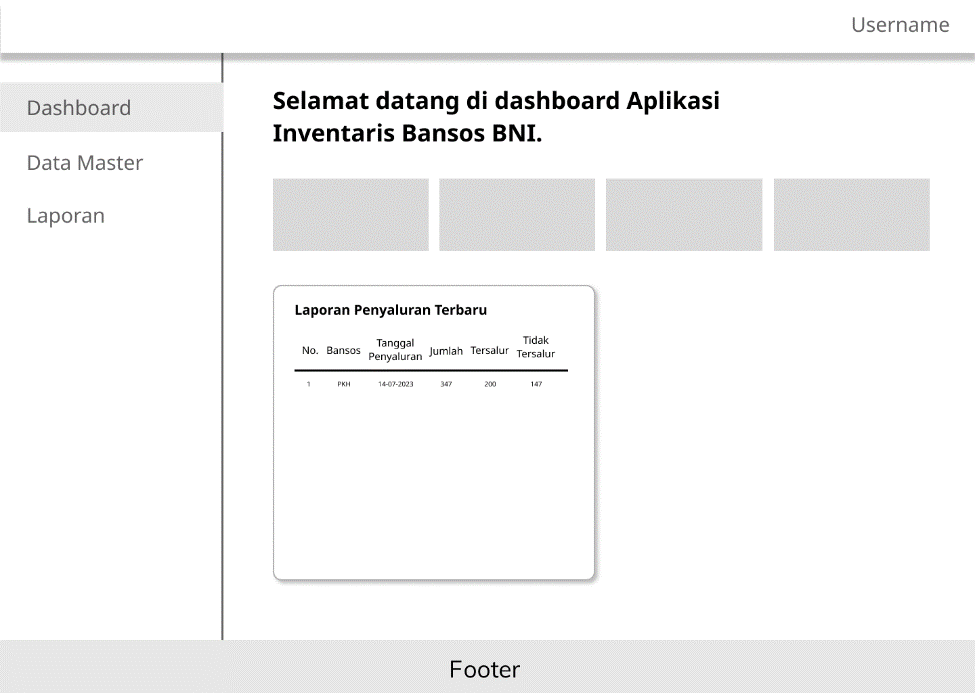 Username
Dashboard
Data Master
Laporan
Selamat datang di dashboard Aplikasi
Inventaris Bansos BNI.
Laporan Penyaluran Terbaru
No. Bansos Tanggal Penyaluran Jumlah Tersalur Tidak Tersalur
1 PKH 14-07-2023 347 200 147
Footer